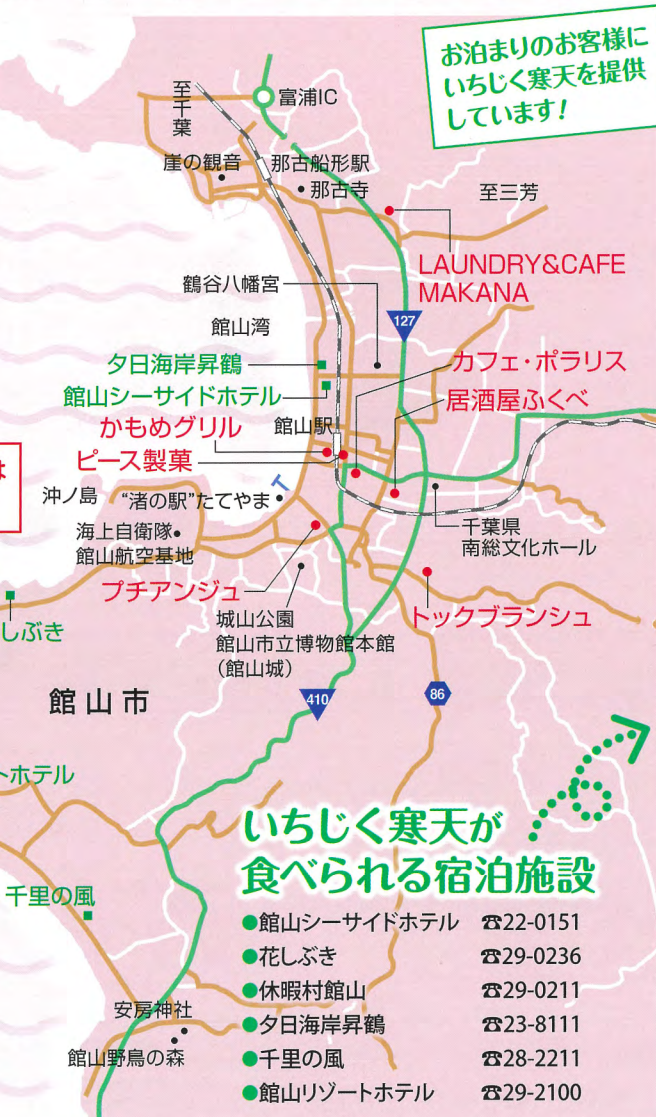 お泊まりのお客様に
いちじく寒天を提供
しています！
至千葉
富浦IC
崖の観音
那古船形駅
那古寺
至三芳
LAUNDRY&CAFE
MAKANA
鶴谷八幡宮
館山湾
127
夕日海岸昇鶴
カフェ・ポラリス
館山シーサイドホテル
居酒屋ふくべ
かもめグリル
館山駅
ピース製菓
は
沖ノ島
“渚の駅”たてやま
海上自衛隊
館山航空基地
千葉県
南総文化ホール
プチアンジュ
トックブランシュ
しぶき
城山公園
館山市立博物館本館
（館山城）
館山市
410
86
トホテル
いちじく寒天が
食べられる宿泊施設
千里の風
●館山シーサイドホテル ☎22-0151
●花しぶき ☎29-0236
●休暇村館山 ☎29-0211
●夕日海岸昇鶴 ☎23-8111
●千里の風 ☎28-2211
●館山リゾートホテル ☎29-2100
安房神社
館山野鳥の森